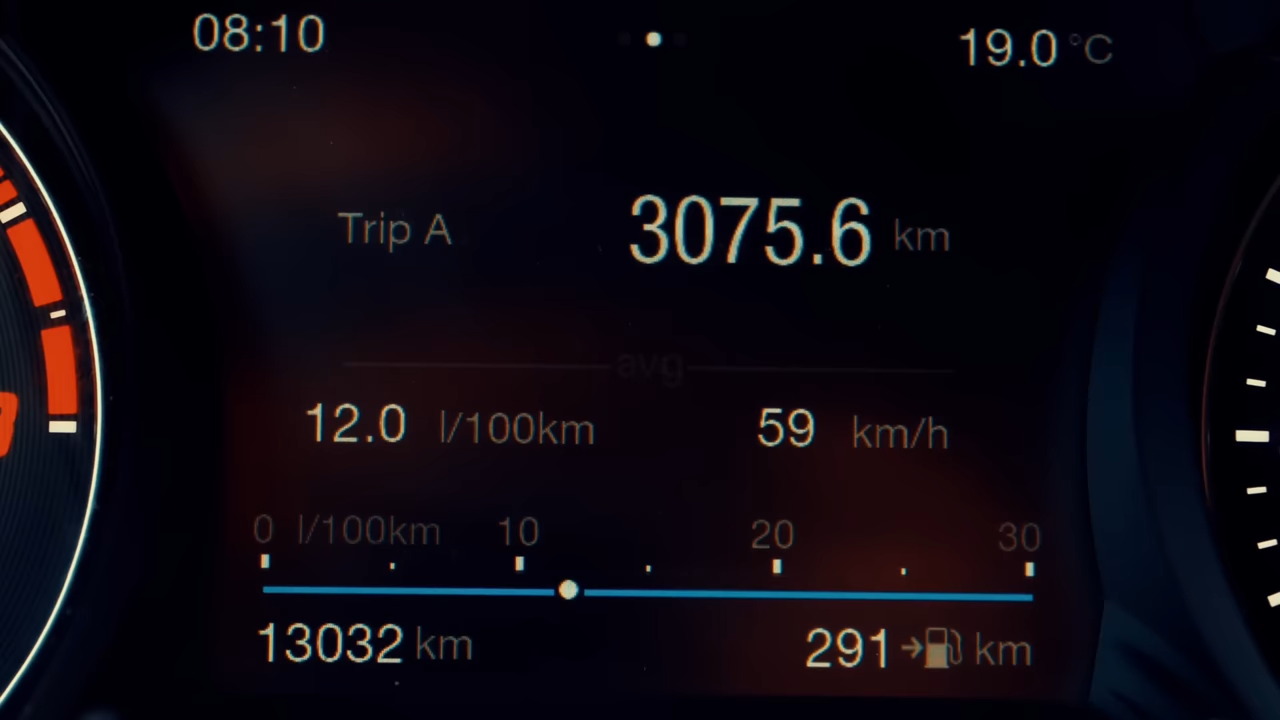 08:10 19.0 °C
Trip A 3075.6 km
avg
12.0 l/100km 59 km/h
0 l/100km 10 20 30
13032 km 291 km